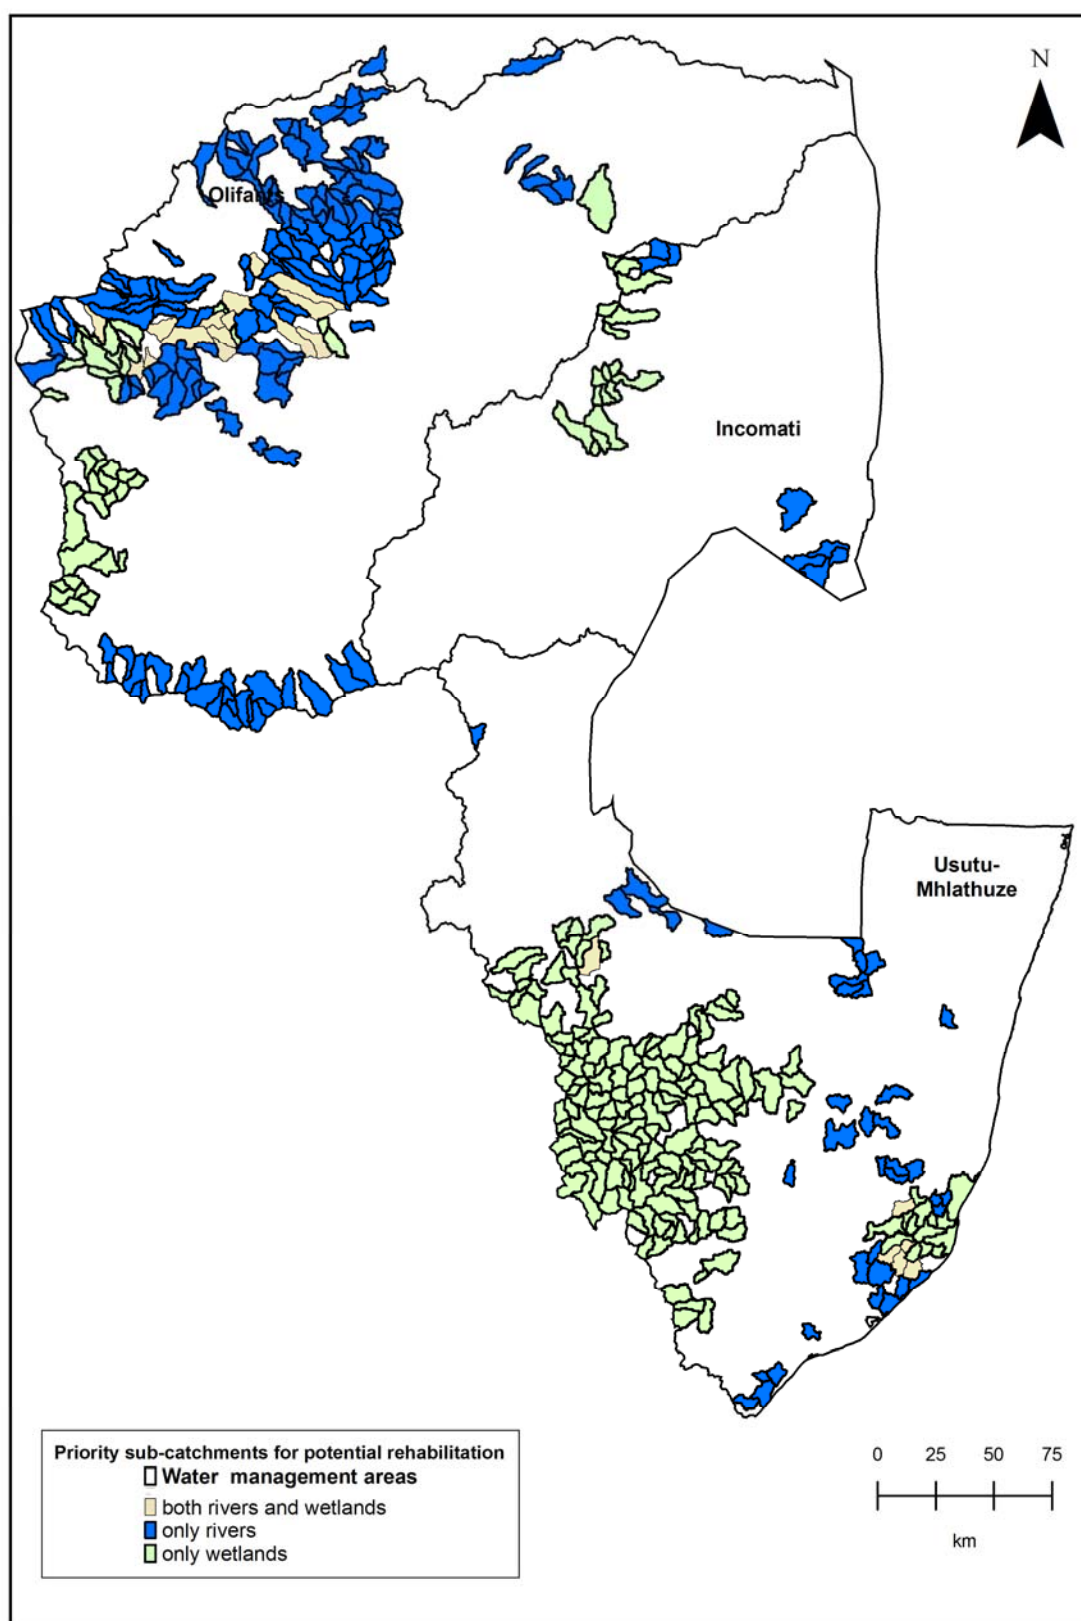 N
Olifants
Incomati
Usutu-
Mhlathuze
Priority sub-catchments for potential rehabilitation
Water management areas
both rivers and wetlands
only rivers
only wetlands
0 25 50 75
km